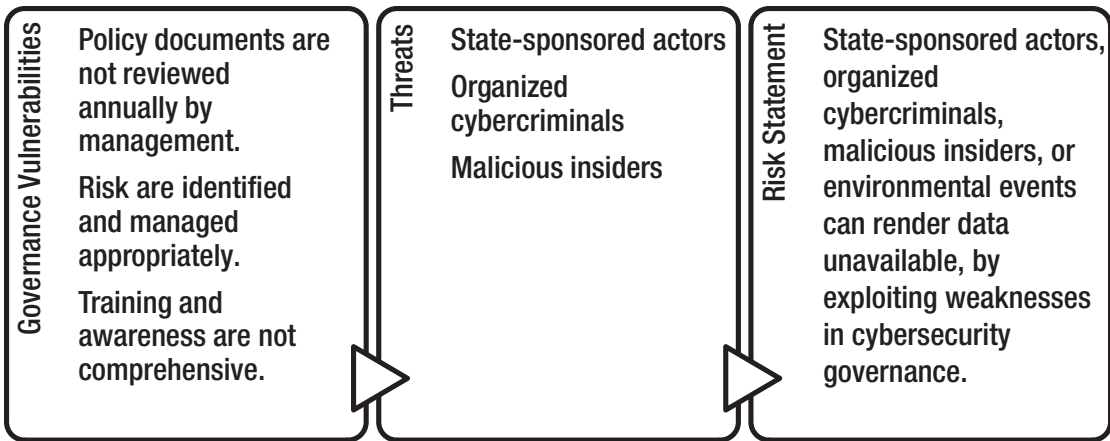 Governance Vulnerabilities
Policy documents are
not reviewed
annually by
management.
Risk are identified
and managed
appropriately.
Training and
awareness are not
comprehensive.
Threats
State-sponsored actors
Organized
cybercriminals
Malicious insiders
Risk Statement
State-sponsored actors,
organized
cybercriminals,
malicious insiders, or
environmental events
can render data
unavailable, by
exploiting weaknesses
in cybersecurity
governance.